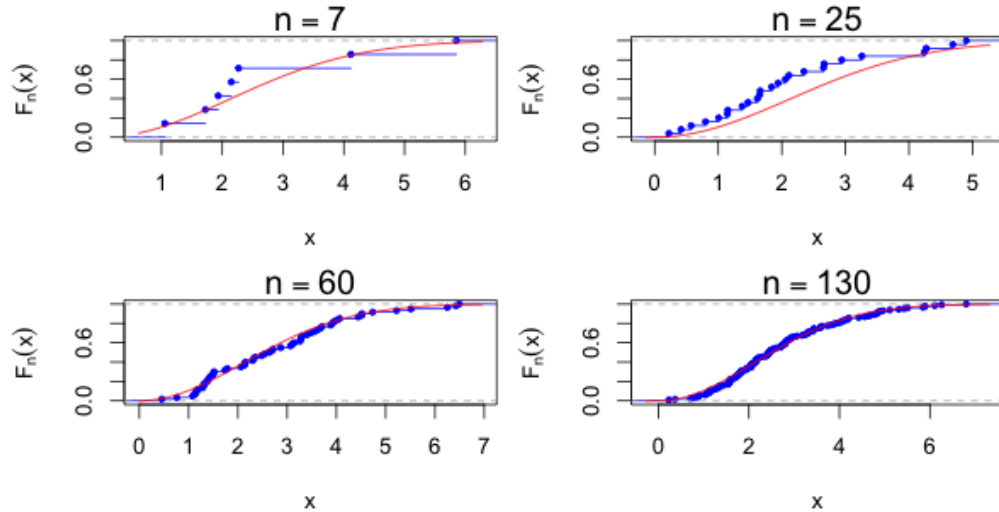 n = 7
Fn(x)
0.0 0.6
1 2 3 4 5 6
x
n = 25
Fn(x)
0.0 0.6
0 1 2 3 4 5
x
n = 60
Fn(x)
0.0 0.6
0 1 2 3 4 5 6 7
x
n = 130
Fn(x)
0.0 0.6
0 2 4 6
x